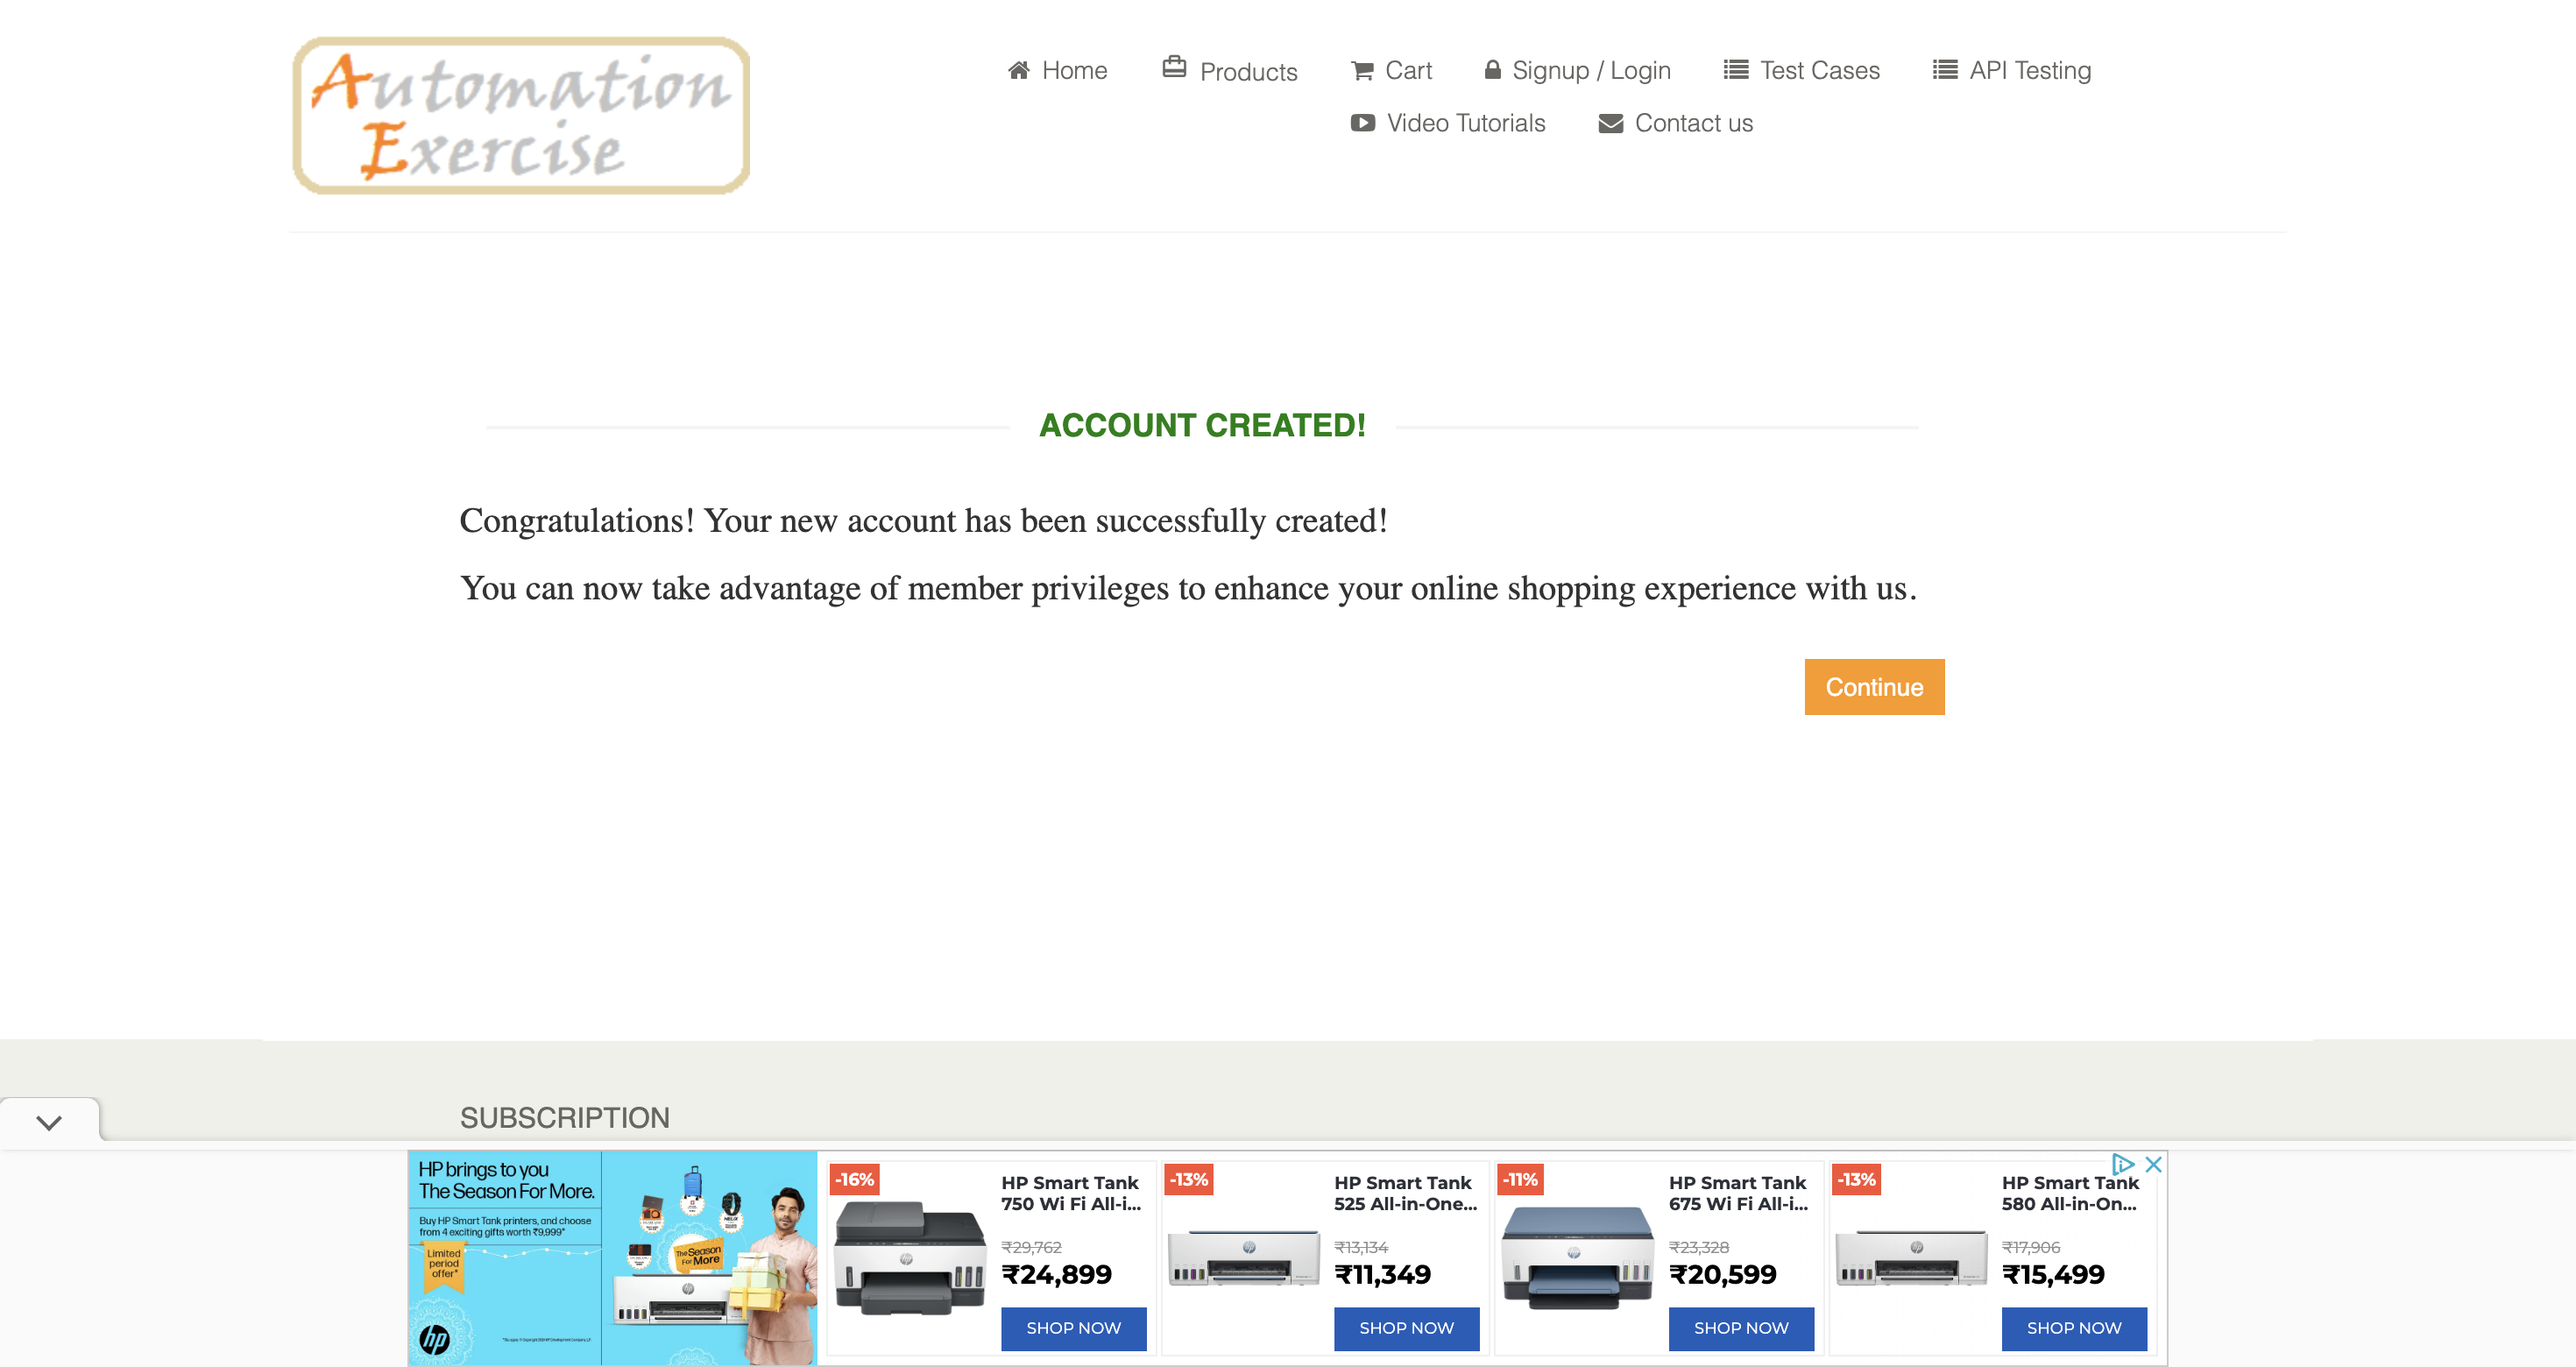 Automation
Exercise
Home
Products
Cart
Signup / Login
Test Cases
API Testing
Video Tutorials
Contact us
ACCOUNT CREATED!
Congratulations! Your new account has been successfully created!
You can now take advantage of member privileges to enhance your online shopping experience with us.
Continue
SUBSCRIPTION
HP brings to you
The Season For More.
Buy HP Smart Tank printers, and choose
from 4 exciting gifts worth ₹9,999*
Limited
period
offer*
The Season
For More
hp
-16%
HP Smart Tank
750 Wi Fi All-i...
₹29,762
₹24,899
SHOP NOW
-13%
HP Smart Tank
525 All-in-One...
₹13,134
₹11,349
SHOP NOW
-11%
HP Smart Tank
675 Wi Fi All-i...
₹23,328
₹20,599
SHOP NOW
-13%
HP Smart Tank
580 All-in-On...
₹17,906
₹15,499
SHOP NOW